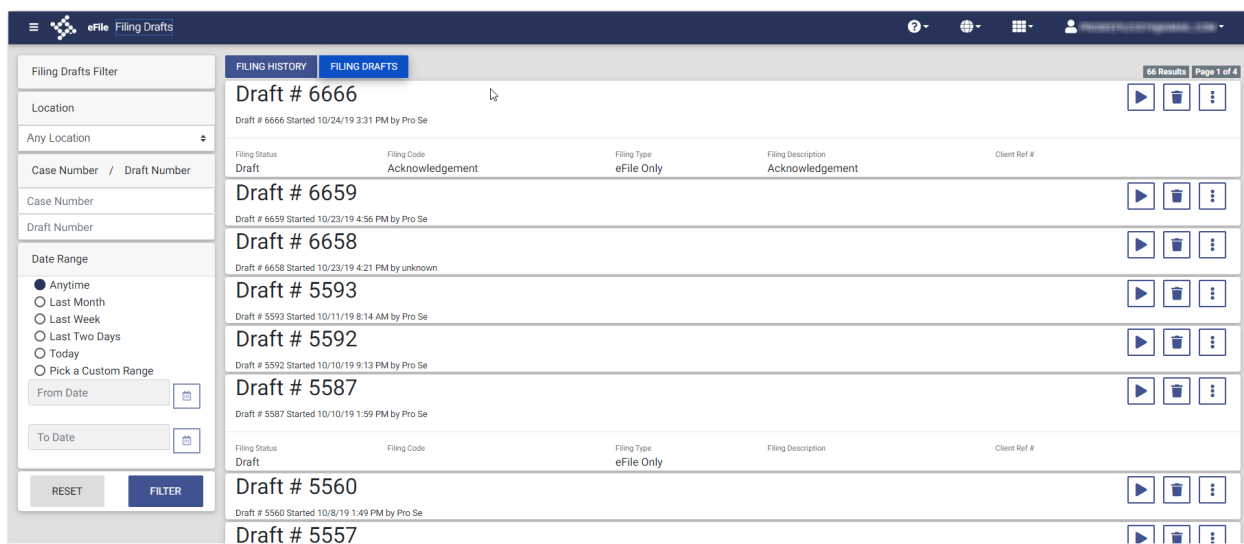 eFile Filing Drafts
Filing Drafts Filter
Location
Any Location
Case Number / Draft Number
Case Number
Draft Number
Date Range
Anytime
Last Month
Last Week
Last Two Days
Today
Pick a Custom Range
From Date
To Date
RESET FILTER
FILING HISTORY FILING DRAFTS
66 Results Page 1 of 4
Draft # 6666
Draft # 6666 Started 10/24/19 3:31 PM by Pro Se
Filing Status Filing Code Filing Type Filing Description Client Ref #
Draft Acknowledgement eFile Only Acknowledgement
Draft # 6659
Draft # 6659 Started 10/23/19 4:56 PM by Pro Se
Draft # 6658
Draft # 6658 Started 10/23/19 4:21 PM by unknown
Draft # 5593
Draft # 5593 Started 10/11/19 8:14 AM by Pro Se
Draft # 5592
Draft # 5592 Started 10/10/19 9:13 PM by Pro Se
Draft # 5587
Draft # 5587 Started 10/10/19 1:59 PM by Pro Se
Filing Status Filing Code Filing Type Filing Description Client Ref #
Draft eFile Only
Draft # 5560
Draft # 5560 Started 10/8/19 1:49 PM by Pro Se
Draft # 5557